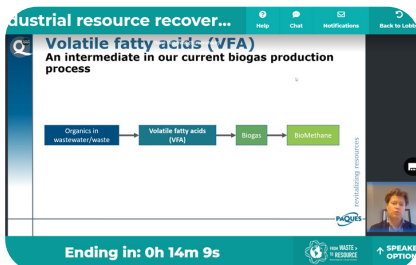 dustrial resource recover...
Help
Chat
Notifications
Back to Lobb
Volatile fatty acids (VFA)
An intermediate in our current biogas production
process
Organics in
wastewater/waste
Volatile fatty acids
(VFA)
Biogas
BioMethane
revitalizing resources
PAQUES
Ending in: 0h 14m 9s
FROM WASTE
TO RESOURCE
SPEAKE
OPTION